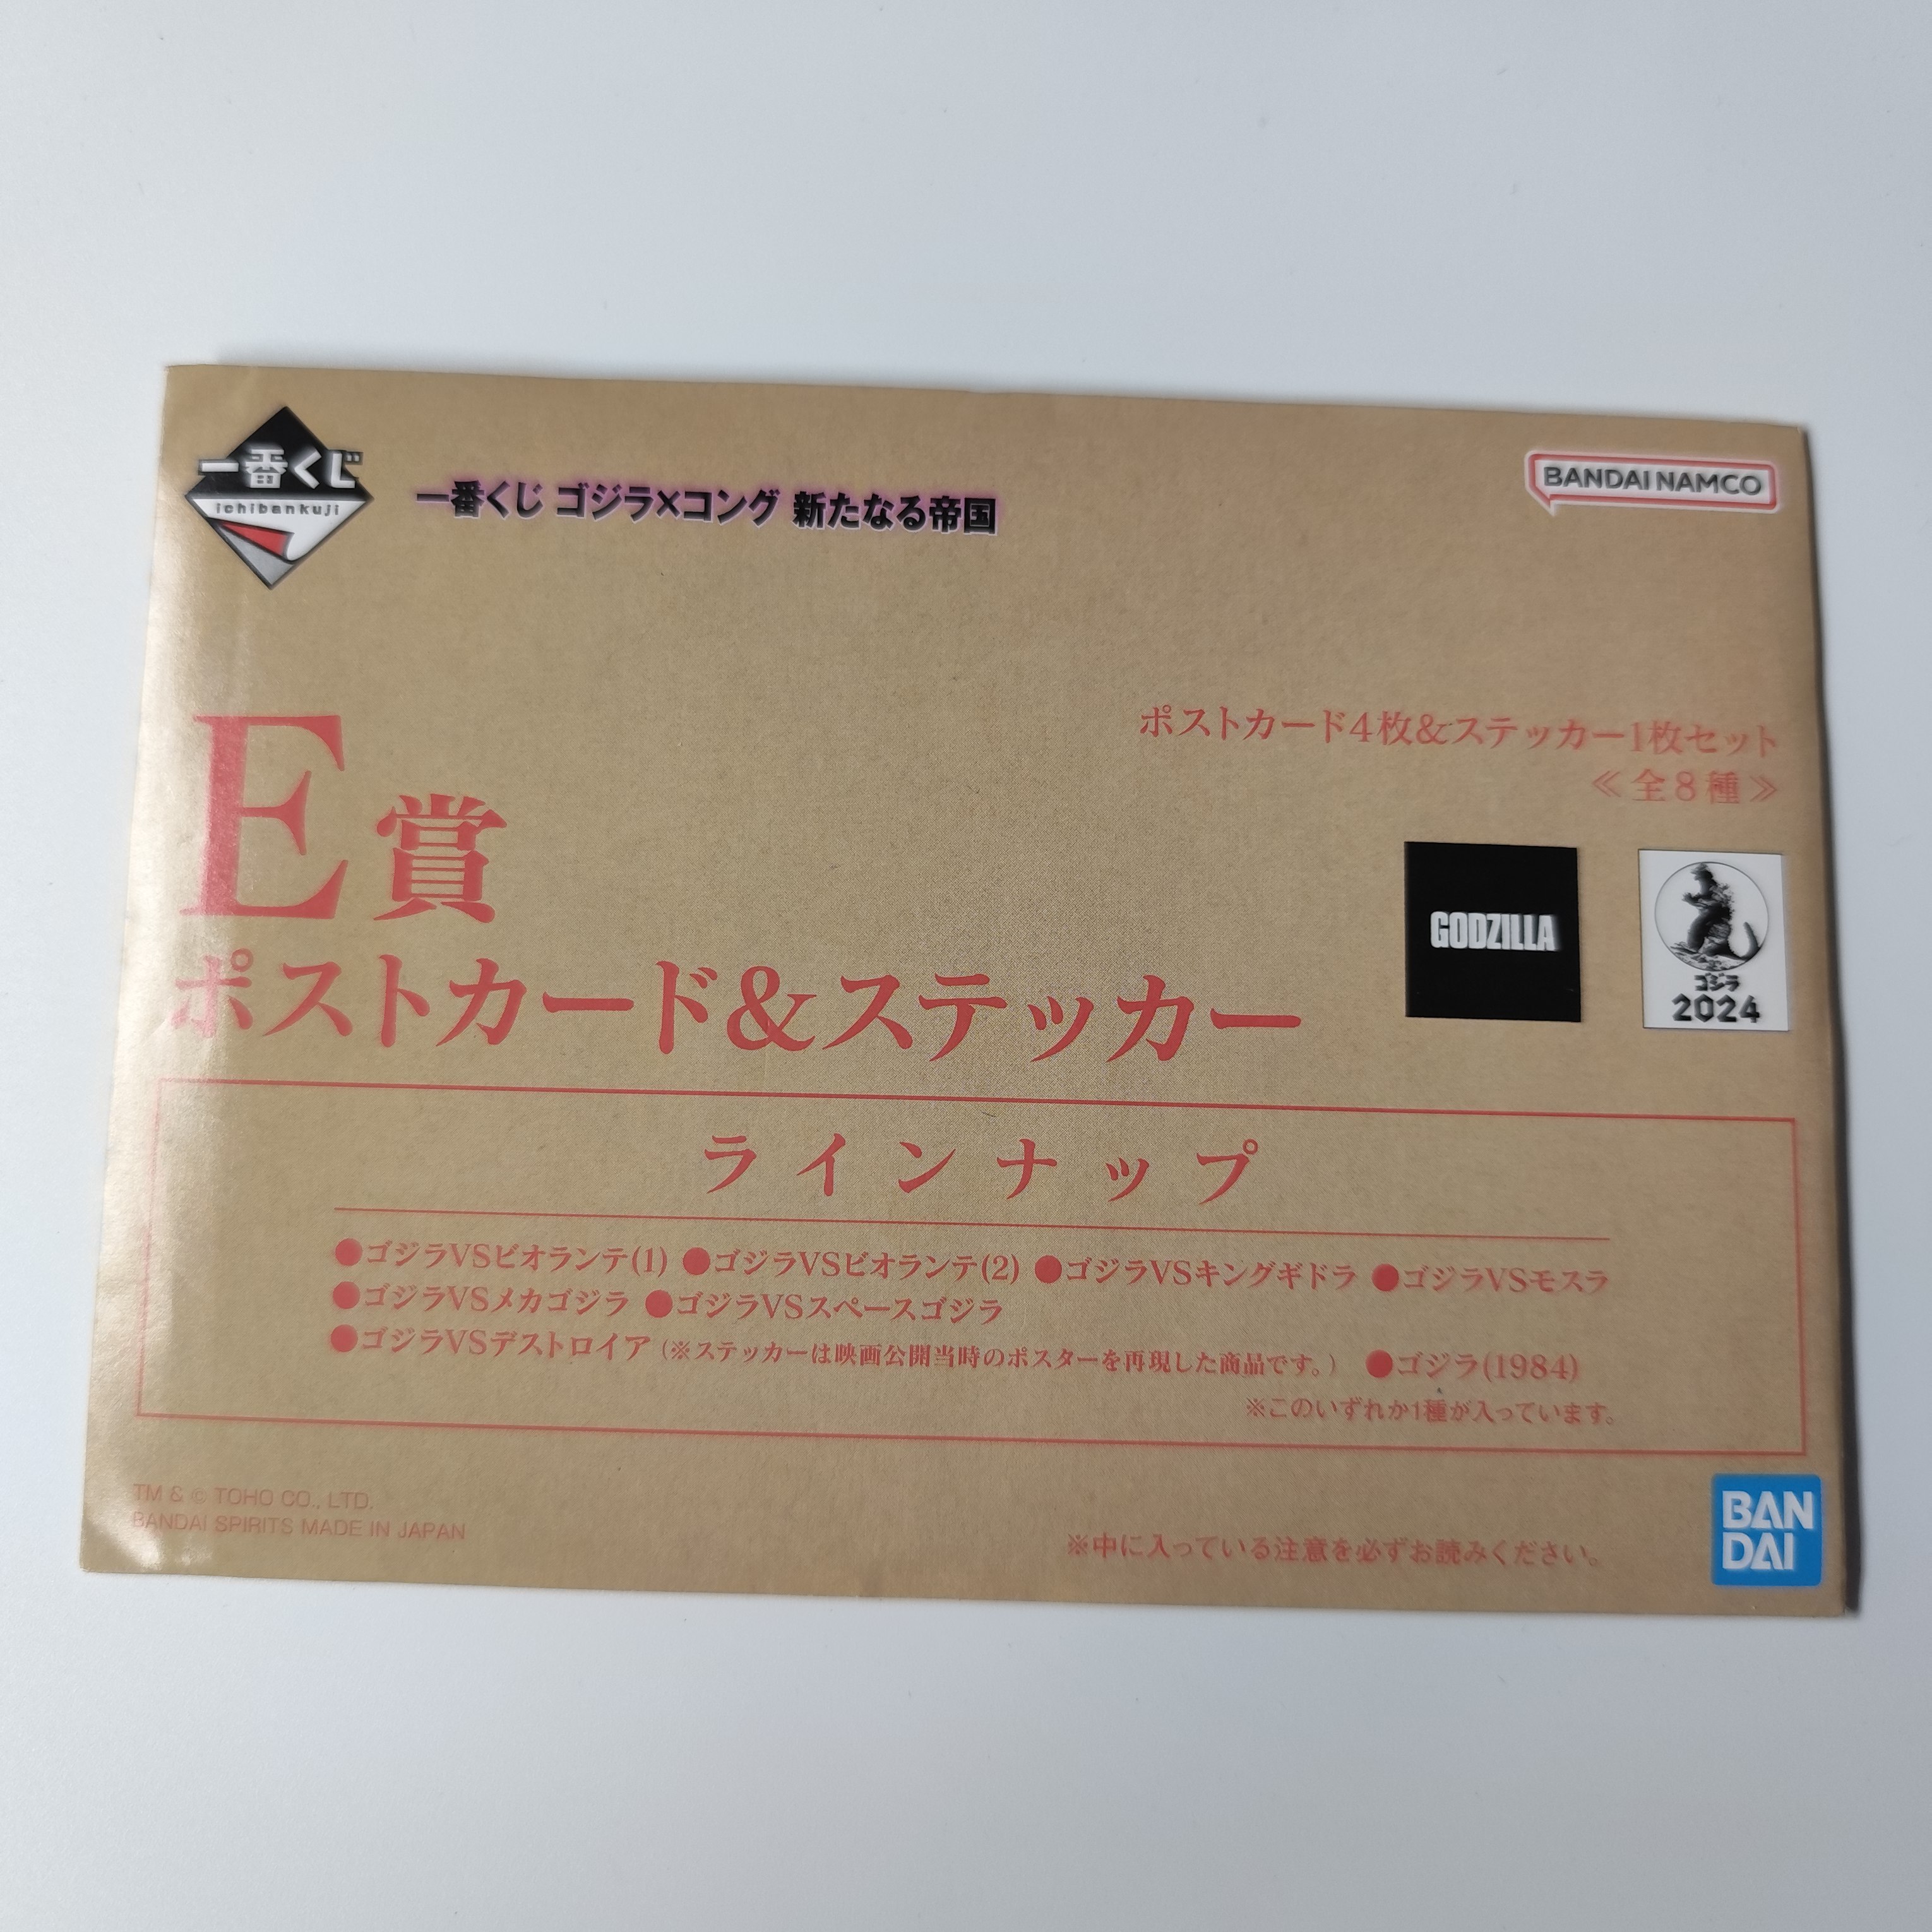 一番くじ
ichibankuji
一番くじ ゴジラ×コング 新たなる帝国
BANDAI NAMCO
ポストカード4枚&ステッカー1枚セット
≪全8種≫
E賞
ポストカード&ステッカー
GODZILLA
ゴジラ
2024
ラインナップ
●ゴジラVSビオランテ(1) ●ゴジラVSビオランテ(2) ●ゴジラVSキングギドラ ●ゴジラVSモスラ
●ゴジラVSメカゴジラ ●ゴジラVSスペースゴジラ
●ゴジラVSデストロイア (※ステッカーは映画公開当時のポスターを再現した商品です。) ●ゴジラ(1984)
※このいずれか1種が入っています。
TM & © TOHO CO., LTD.
BANDAI SPIRITS MADE IN JAPAN
※中に入っている注意を必ずお読みください。
BAN
DAI